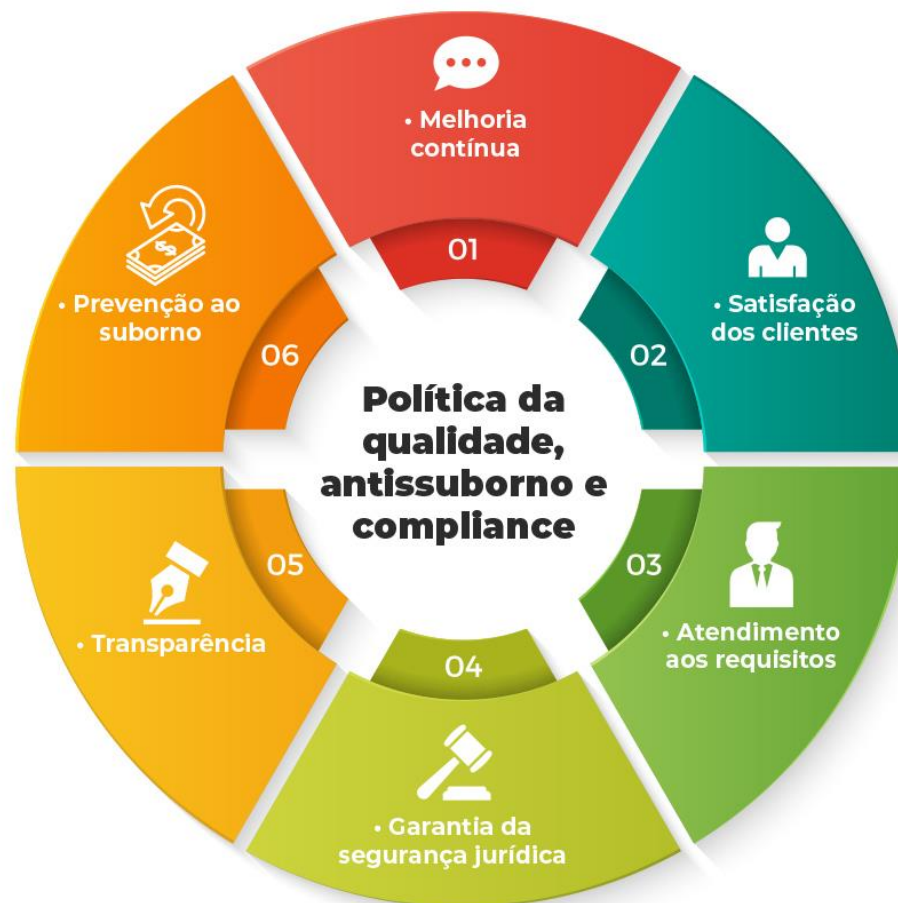 • Melhoria
contínua
01
• Satisfação
dos clientes
02
• Atendimento
aos requisitos
03
• Garantia da
segurança jurídica
04
• Transparência
05
• Prevenção ao
suborno
06
Política da
qualidade,
antissuborno e
compliance